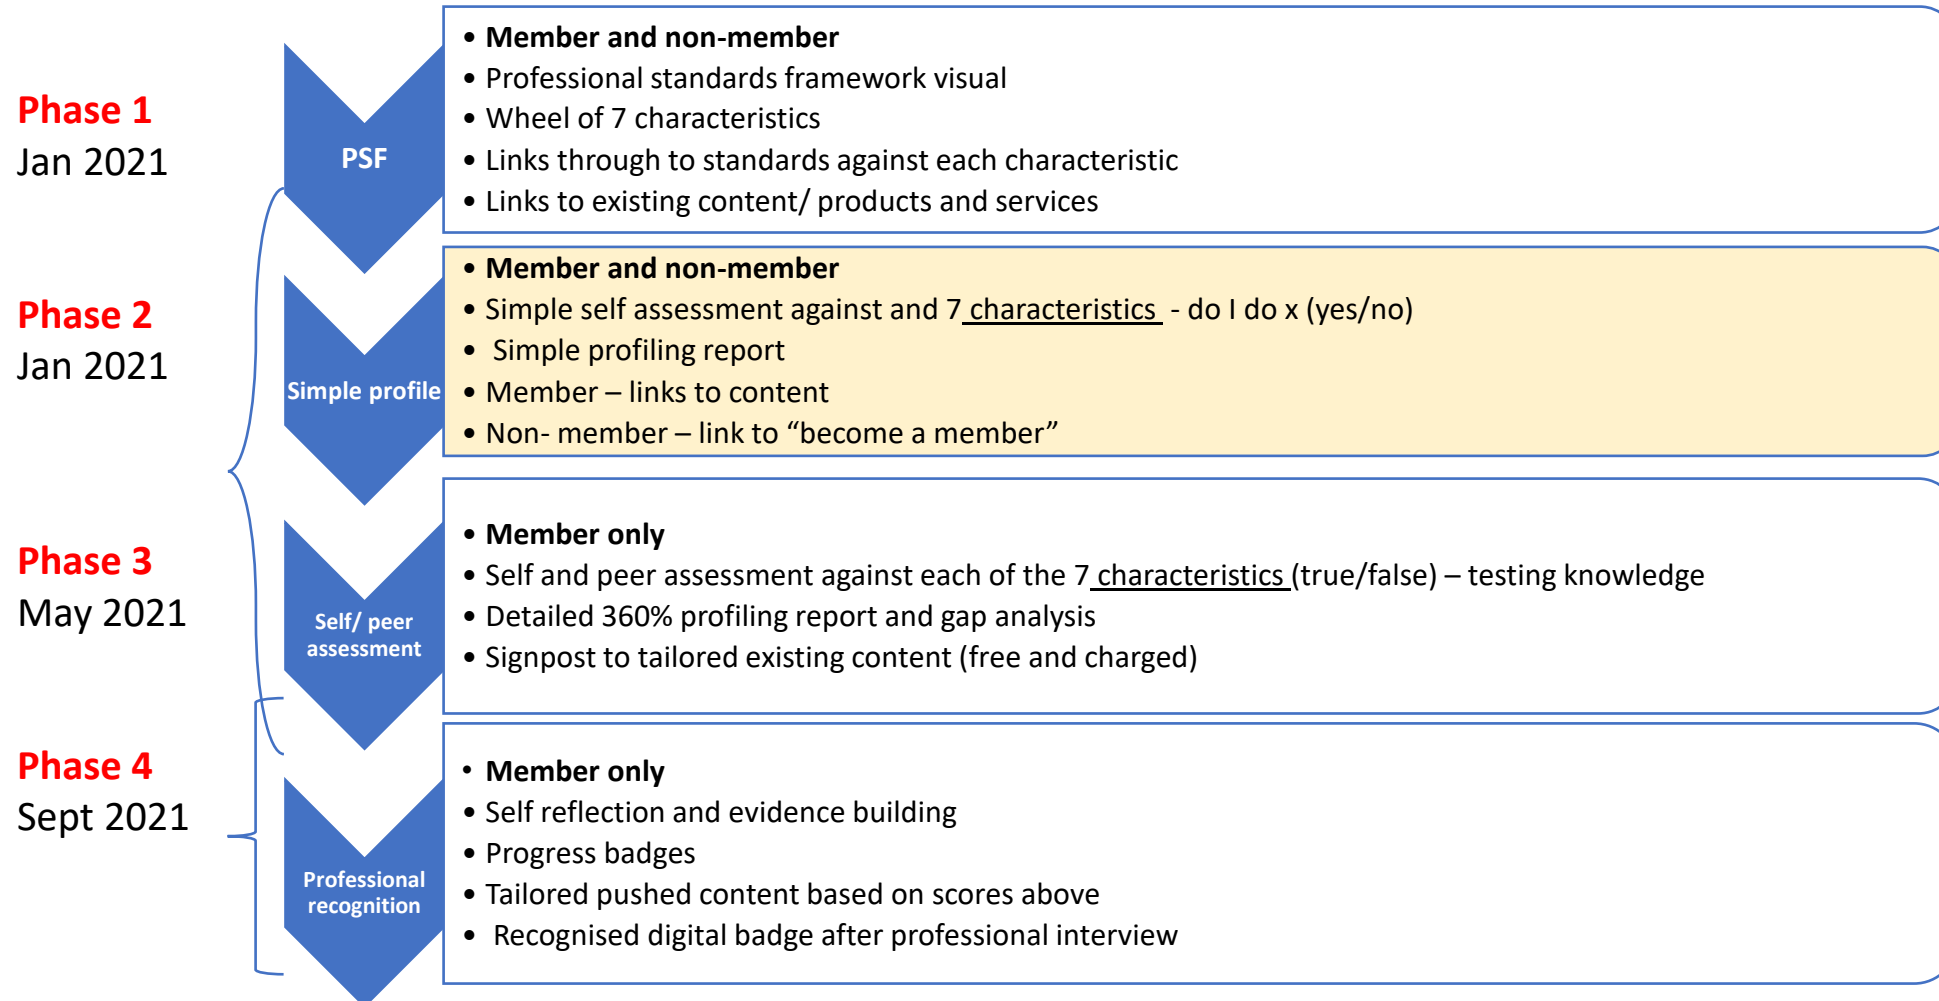 Phase 1
Jan 2021
PSF
• Member and non-member
• Professional standards framework visual
• Wheel of 7 characteristics
• Links through to standards against each characteristic
• Links to existing content/ products and services
Phase 2
Jan 2021
Simple profile
• Member and non-member
• Simple self assessment against and 7 characteristics - do I do x (yes/no)
• Simple profiling report
• Member – links to content
• Non- member – link to “become a member”
Phase 3
May 2021
Self/ peer
assessment
• Member only
• Self and peer assessment against each of the 7 characteristics (true/false) – testing knowledge
• Detailed 360% profiling report and gap analysis
• Signpost to tailored existing content (free and charged)
Phase 4
Sept 2021
Professional
recognition
• Member only
• Self reflection and evidence building
• Progress badges
• Tailored pushed content based on scores above
• Recognised digital badge after professional interview